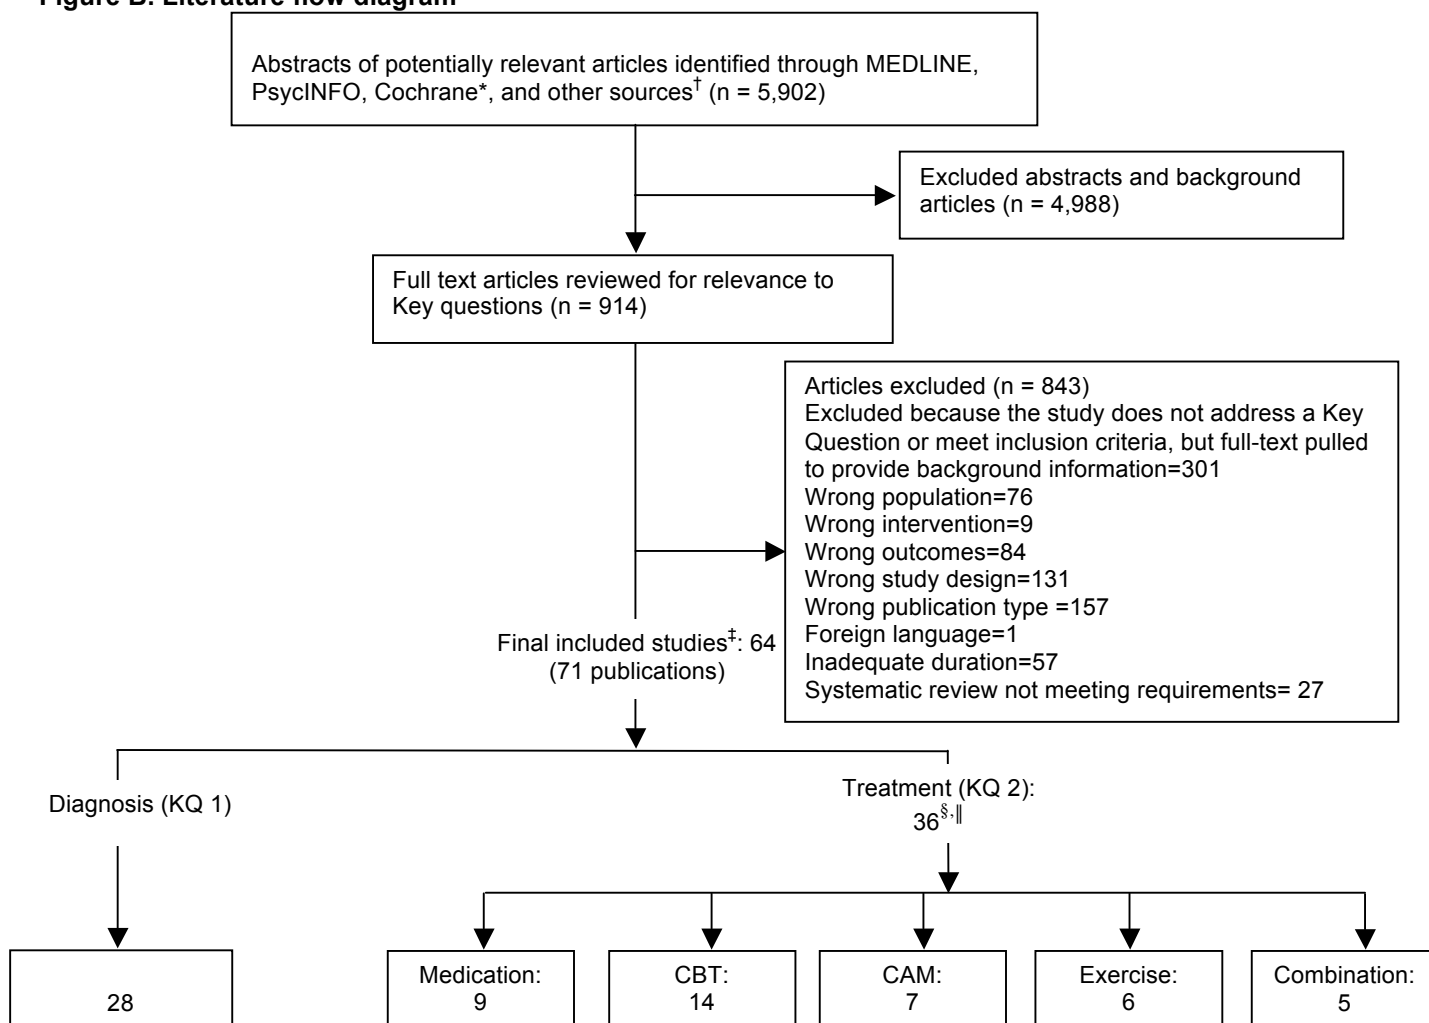 Figure B. Literature flow diagram
Abstracts of potentially relevant articles identified through MEDLINE,
PsycINFO, Cochrane*, and other sources† (n = 5,902)
Excluded abstracts and background
articles (n = 4,988)
Full text articles reviewed for relevance to
Key questions (n = 914)
Articles excluded (n = 843)
Excluded because the study does not address a Key
Question or meet inclusion criteria, but full-text pulled
to provide background information=301
Wrong population=76
Wrong intervention=9
Wrong outcomes=84
Wrong study design=131
Wrong publication type =157
Foreign language=1
Inadequate duration=57
Systematic review not meeting requirements= 27
Final included studies‡: 64
(71 publications)
Diagnosis (KQ 1)
Treatment (KQ 2):
36§,||
28
Medication:
9
CBT:
14
CAM:
7
Exercise:
6
Combination:
5